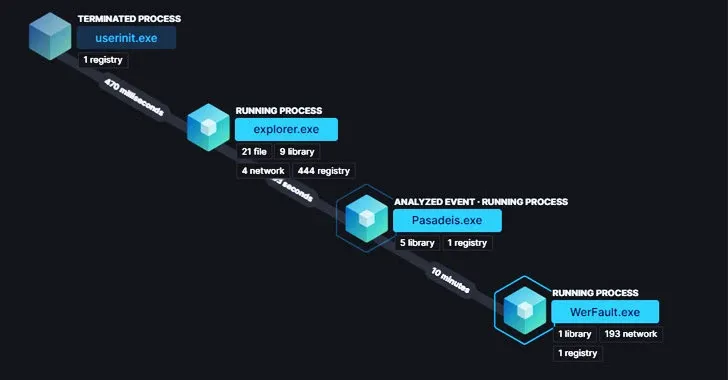 TERMINATED PROCESS
userinit.exe
1 registry
470 milliseconds
RUNNING PROCESS
explorer.exe
21 file 9 library
4 network 444 registry
seconds
ANALYZED EVENT · RUNNING PROCESS
Pasadeis.exe
5 library 1 registry
10 minutes
RUNNING PROCESS
WerFault.exe
1 library 193 network
1 registry